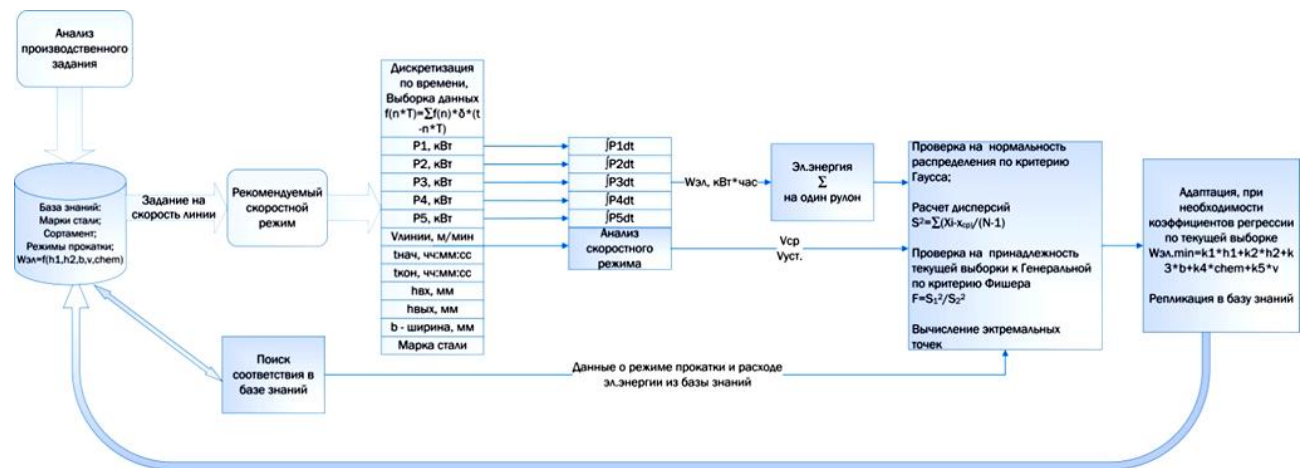 Анализ
производственного
задания
База знаний:
Марки стали;
Сортамент;
Режимы прокатки;
Wэл=f(h1,h2,b,v,chem)
Задание на
скорость линии
Рекомендуемый
скоростной
режим
Дискретизация
по времени,
Выборка данных
f(n*T)=∑f(n)*δ*(t
-n*T)
P1, кВт
P2, кВт
P3, кВт
P4, кВт
P5, кВт
Vлинии, м/мин
tнач, чч:мм:сс
tкон, чч:мм:сс
hвх, мм
hвых, мм
b - ширина, мм
Марка стали
∫P1dt
∫P2dt
∫P3dt
∫P4dt
∫P5dt
Анализ
скоростного
режима
Wэл, кВт*час
Эл.энергия
∑
на один рулон
Vср
Vуст.
Проверка на нормальность
распределения по критерию
Гаусса;
Расчет дисперсий
S²=∑(Xi-xср)/(N-1)
Проверка на принадлежность
текущей выборки к Генеральной
по критерию Фишера
F=S₁²/S₂²
Вычисление эктремальных
точек
Адаптация, при
необходимости
коэффициентов регрессии
по текущей выборке
Wэл.min=k1*h1+k2*h2+k
3*b+k4*chem+k5*v
Репликация в базу знаний
Поиск
соответствия в
базе знаний
Данные о режиме прокатки и расходе
эл.энергии из базы знаний